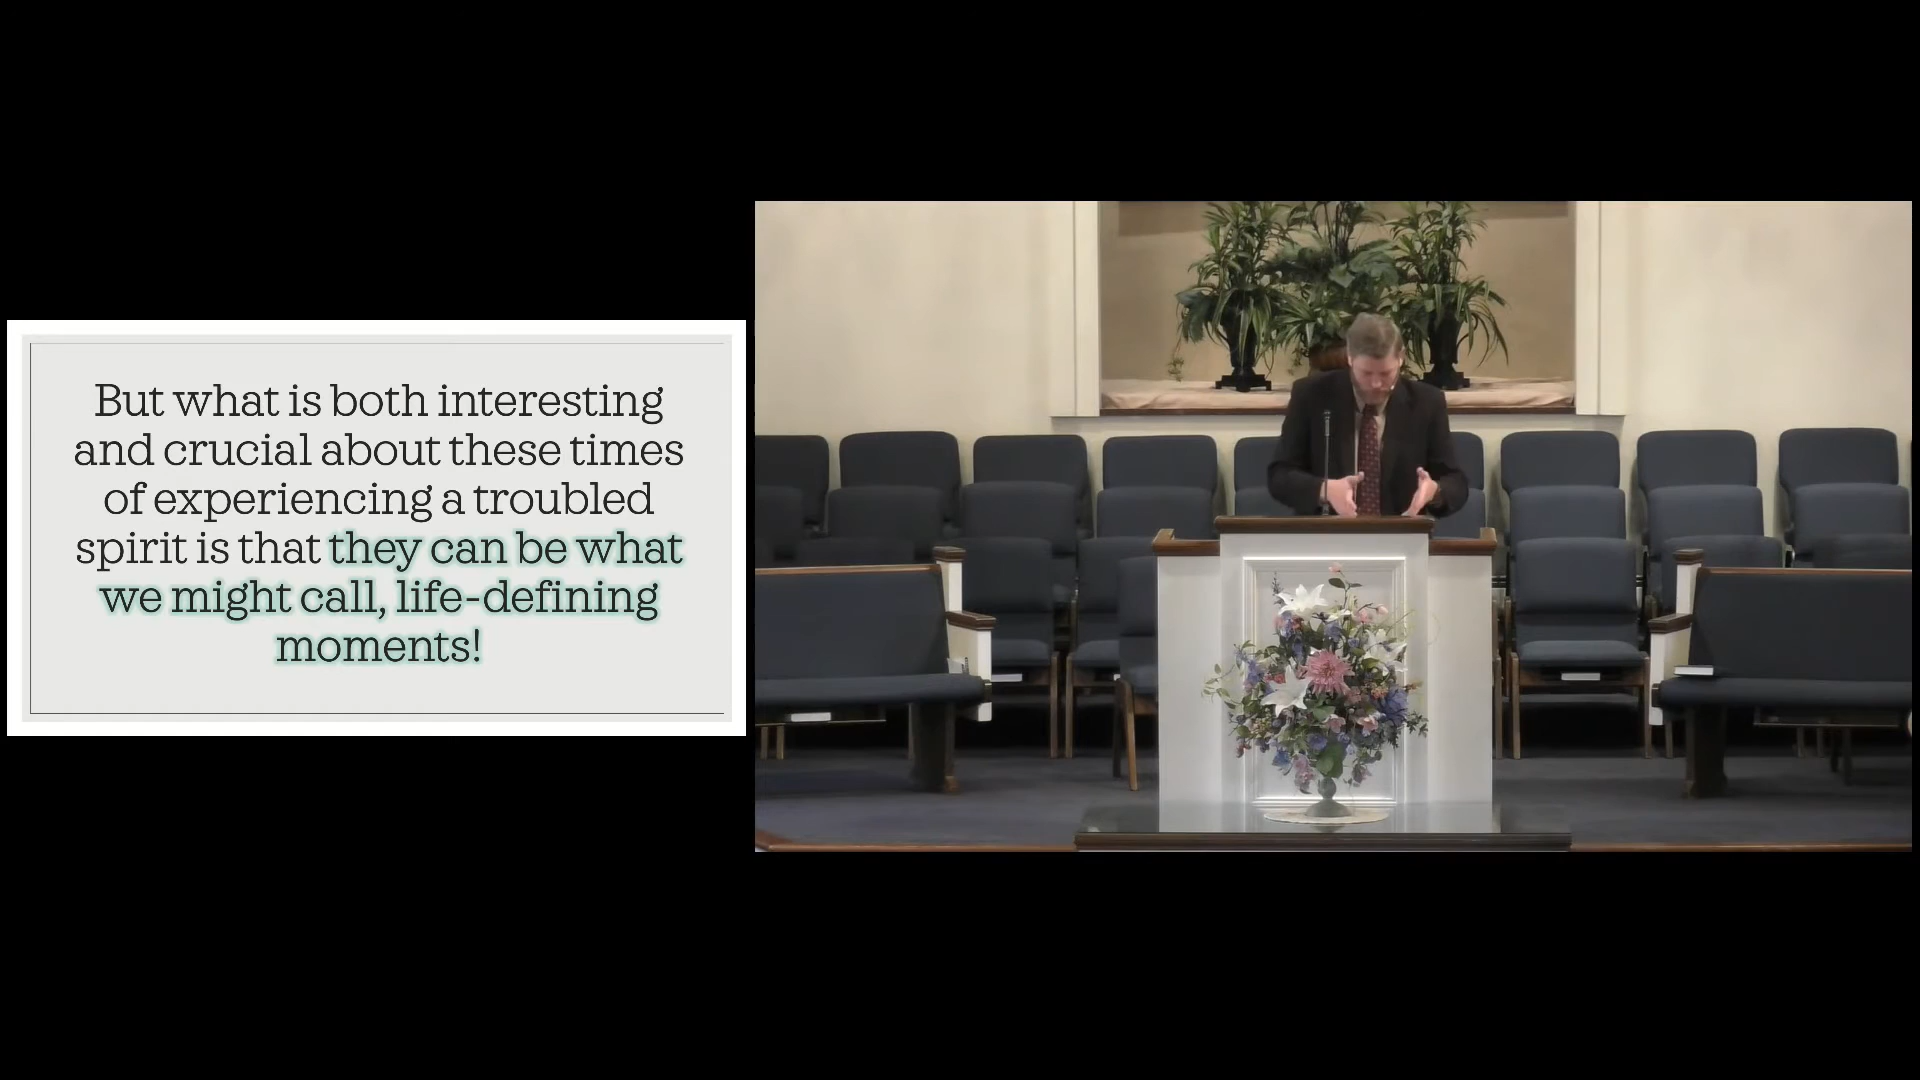 But what is both interesting
and crucial about these times
of experiencing a troubled
spirit is that they can be what
we might call, life-defining
moments!